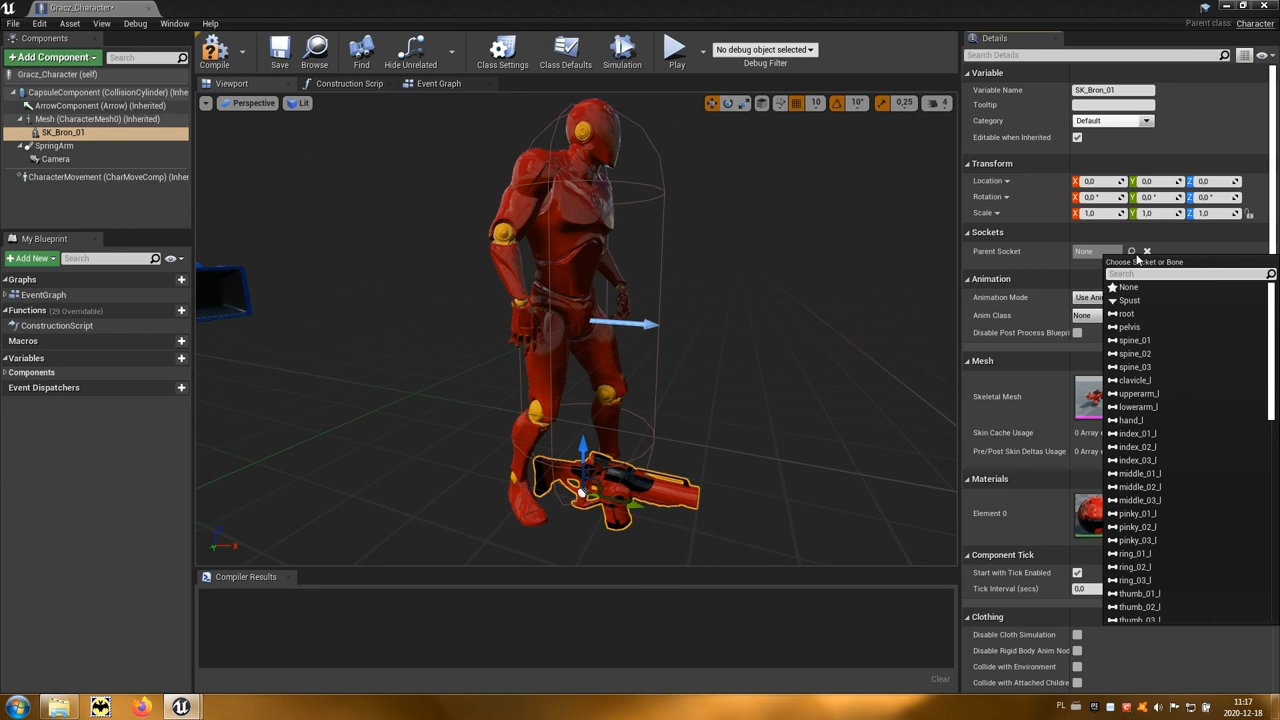 Gracz_Character*
File Edit Asset View Debug Window Help
Parent class: Character
Components
+Add Component Search
Gracz_Character (self)
CapsuleComponent (CollisionCylinder) (Inhe
ArrowComponent (Arrow) (Inherited)
Mesh (CharacterMesh0) (Inherited)
SK_Bron_01
SpringArm
Camera
CharacterMovement (CharMoveComp) (Inher
My Blueprint
+Add New Search
Graphs
EventGraph
Functions (29 Overridable)
ConstructionScript
Macros
Variables
Components
Event Dispatchers
Compile Save Browse Find Hide Unrelated Class Settings Class Defaults Simulation Play
No debug object selected
Debug Filter
Viewport Construction Scrip Event Graph
Perspective Lit 10 10° 0,25 4
Compiler Results
Clear
Details
Search Details
Variable
Variable Name SK_Bron_01
Tooltip
Category Default
Editable when Inherited
Transform
Location X 0,0 Y 0,0 Z 0,0
Rotation X 0,0 ° Y 0,0 ° Z 0,0 °
Scale X 1,0 Y 1,0 Z 1,0
Sockets
Parent Socket None
Choose Socket or Bone
Search
None
Spust
root
pelvis
spine_01
spine_02
spine_03
clavicle_l
upperarm_l
lowerarm_l
hand_l
index_01_l
index_02_l
index_03_l
middle_01_l
middle_02_l
middle_03_l
pinky_01_l
pinky_02_l
pinky_03_l
ring_01_l
ring_02_l
ring_03_l
thumb_01_l
thumb_02_l
thumb_03_l
Animation
Animation Mode Use Ani
Anim Class None
Disable Post Process Bluepri
Mesh
Skeletal Mesh
Skin Cache Usage 0 Array e
Pre/Post Skin Deltas Usage 0 Array e
Materials
Element 0
Component Tick
Start with Tick Enabled
Tick Interval (secs) 0,0
Clothing
Disable Cloth Simulation
Disable Rigid Body Anim Nod
Collide with Environment
Collide with Attached Childre
PL
11:17
2020-12-18